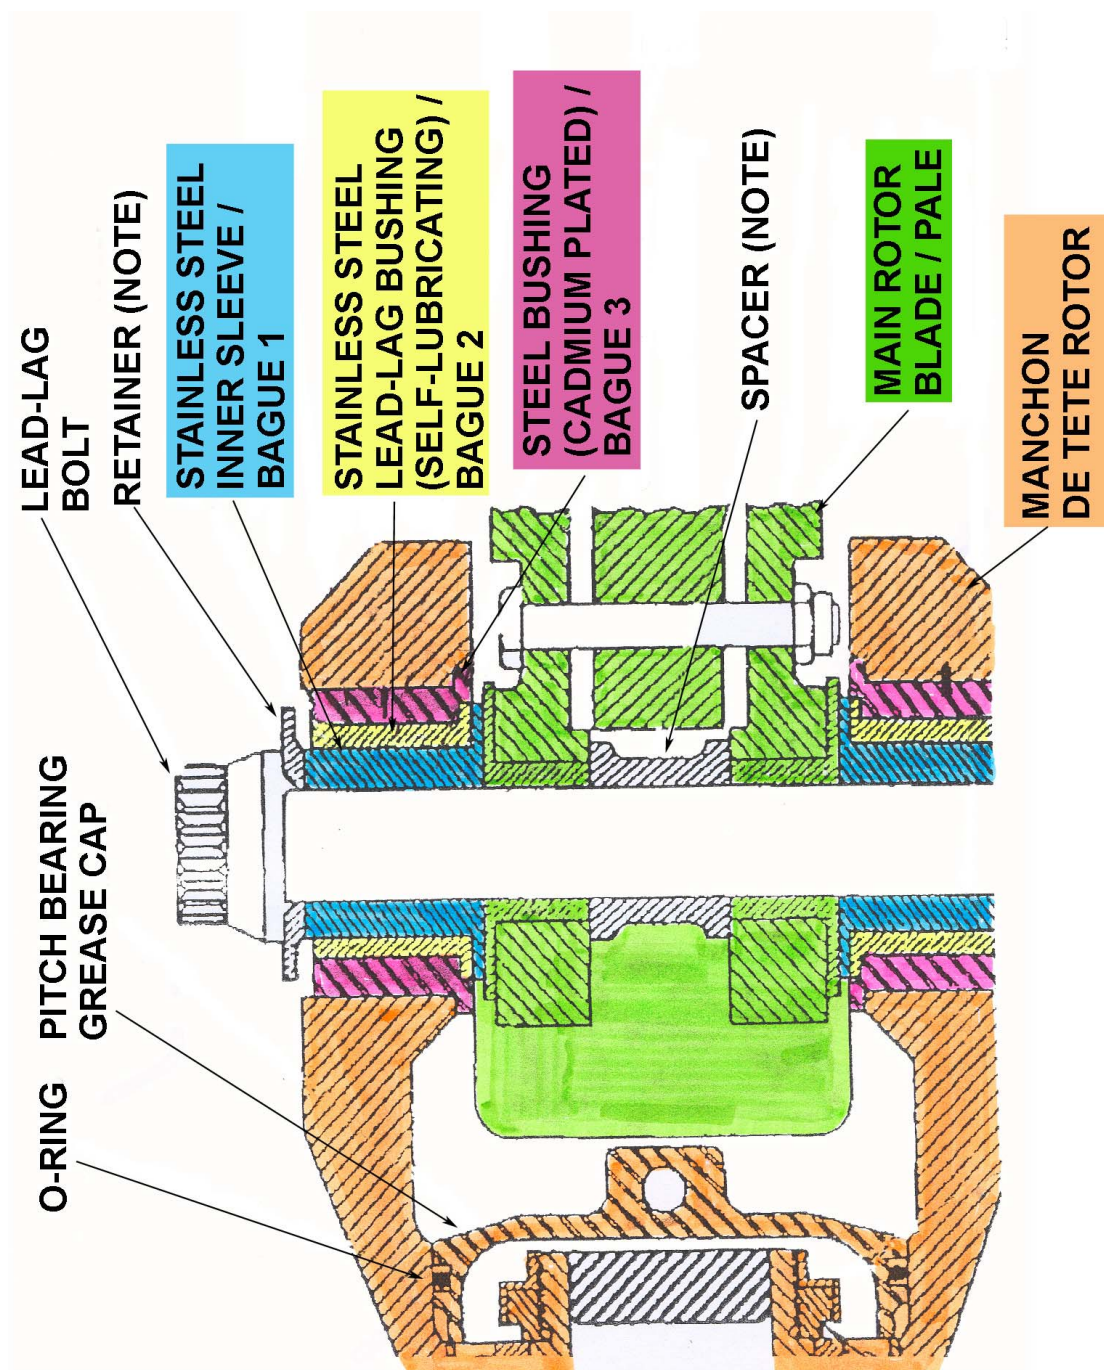 O-RING
PITCH BEARING
GREASE CAP
LEAD-LAG
BOLT
RETAINER (NOTE)
STAINLESS STEEL
INNER SLEEVE /
BAGUE 1
STAINLESS STEEL
LEAD-LAG BUSHING
(SELF-LUBRICATING) /
BAGUE 2
STEEL BUSHING
(CADMIUM PLATED) /
BAGUE 3
SPACER (NOTE)
MAIN ROTOR
BLADE / PALE
MANCHON
DE TETE ROTOR